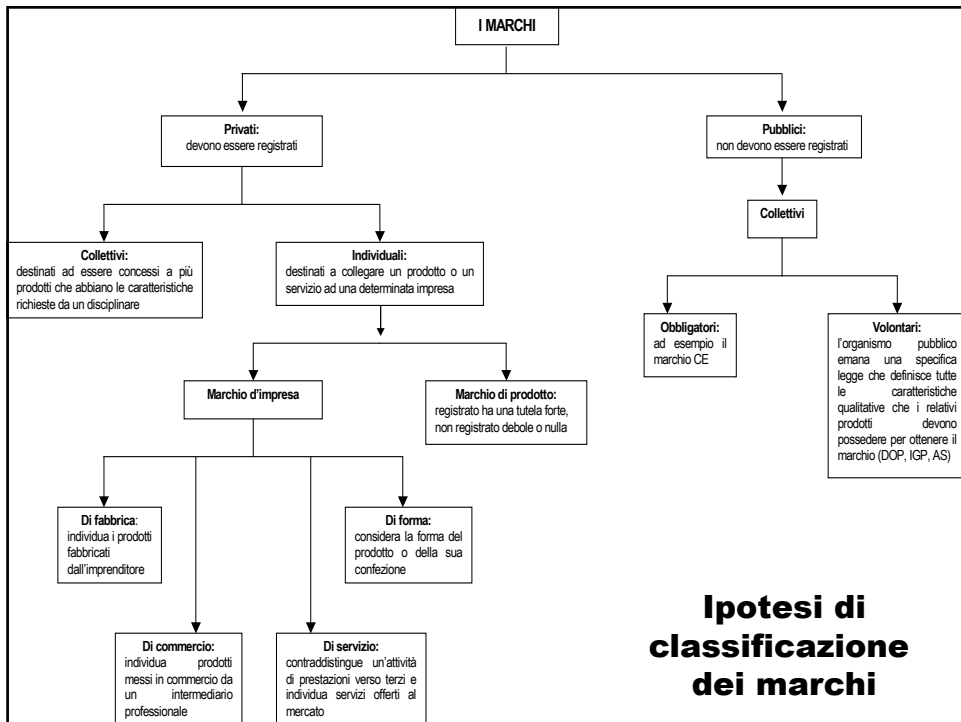 I MARCHI
Privati:
devono essere registrati
Pubblici:
non devono essere registrati
Collettivi:
destinati ad essere concessi a più
prodotti che abbiano le caratteristiche
richieste da un disciplinare
Individuali:
destinati a collegare un prodotto o un
servizio ad una determinata impresa
Collettivi
Obbligatori:
ad esempio il
marchio CE
Volontari:
l'organismo pubblico
emana una specifica
legge che definisce tutte
le caratteristiche
qualitative che i relativi
prodotti devono
possedere per ottenere il
marchio (DOP, IGP, AS)
Marchio d'impresa
Marchio di prodotto:
registrato ha una tutela forte,
non registrato debole o nulla
Di fabbrica:
individua i prodotti
fabbricati
dall'imprenditore
Di forma:
considera la forma del
prodotto o della sua
confezione
Di commercio:
individua prodotti
messi in commercio da
un intermediario
professionale
Di servizio:
contraddistingue un'attività
di prestazioni verso terzi e
individua servizi offerti al
mercato
Ipotesi di
classificazione
dei marchi